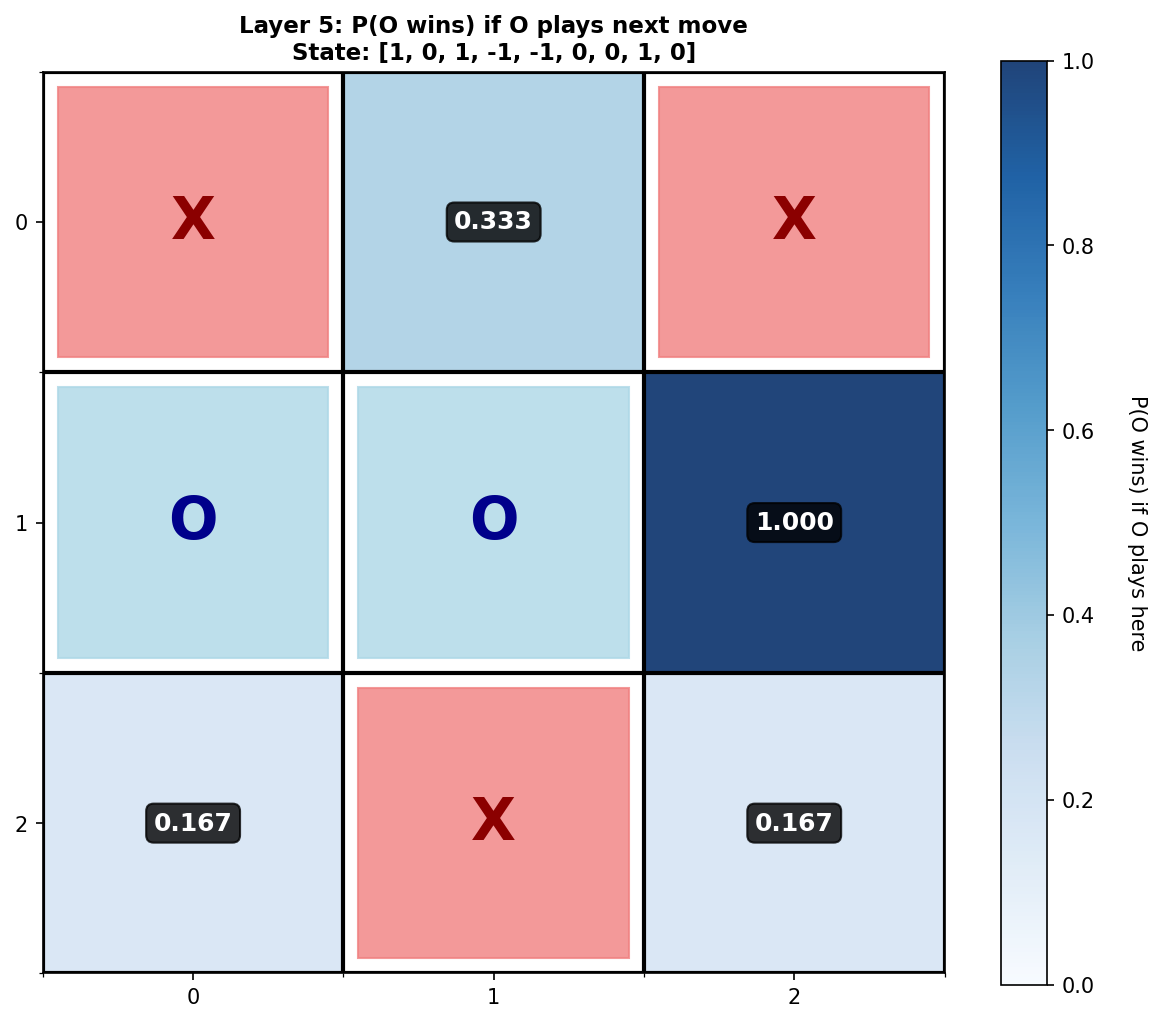 Layer 5: P(O wins) if O plays next move
State: [1, 0, 1, -1, -1, 0, 0, 1, 0]
X
0.333
X
O
O
1.000
0.167
X
0.167
0
1
2
0
1
2
1.0
0.8
0.6
0.4
0.2
0.0
P(O wins) if O plays here